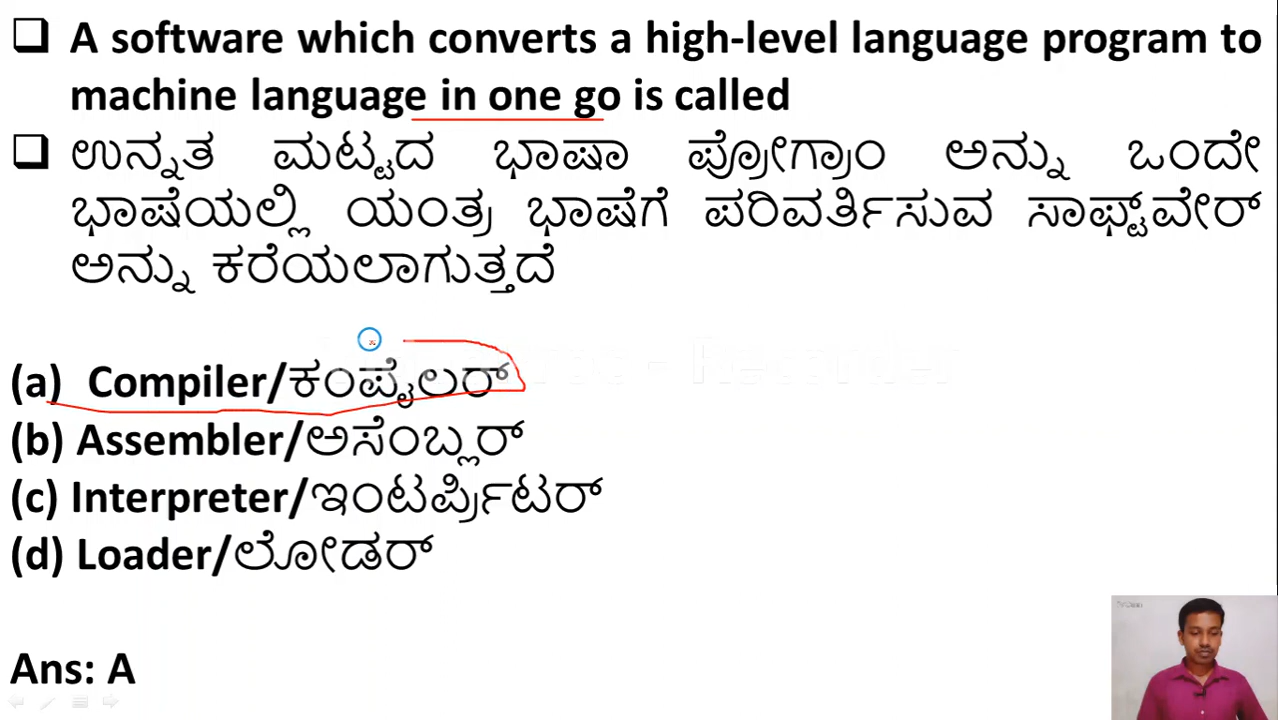 A software which converts a high-level language program to
machine language in one go is called
ಉನ್ನತ ಮಟ್ಟದ ಭಾಷಾ ಪ್ರೋಗ್ರಾಂ ಅನ್ನು ಒಂದೇ
ಭಾಷೆಯಲ್ಲಿ ಯಂತ್ರ ಭಾಷೆಗೆ ಪರಿವರ್ತಿಸುವ ಸಾಫ್ಟ್‌ವೇರ್
ಅನ್ನು ಕರೆಯಲಾಗುತ್ತದೆ
(a) Compiler/ಕಂಪೈಲರ್
(b) Assembler/ಅಸೆಂಬ್ಲರ್
(c) Interpreter/ಇಂಟರ್ಪ್ರಿಟರ್
(d) Loader/ಲೋಡರ್
Ans: A